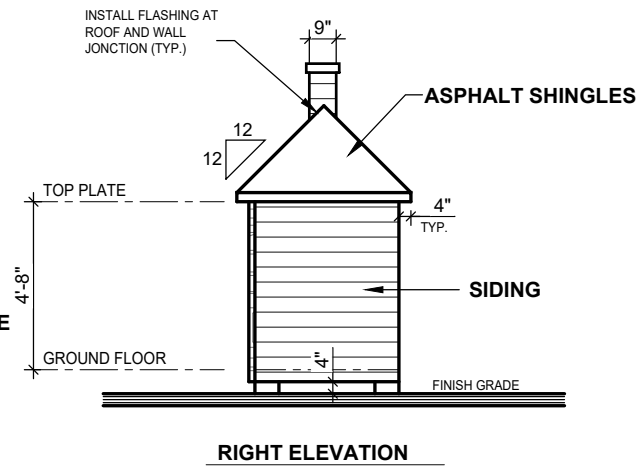 INSTALL FLASHING AT
ROOF AND WALL
JONCTION (TYP.)
9"
ASPHALT SHINGLES
12
12
TOP PLATE
4"
TYP.
4'-8"
SIDING
E
GROUND FLOOR
4"
FINISH GRADE
RIGHT ELEVATION